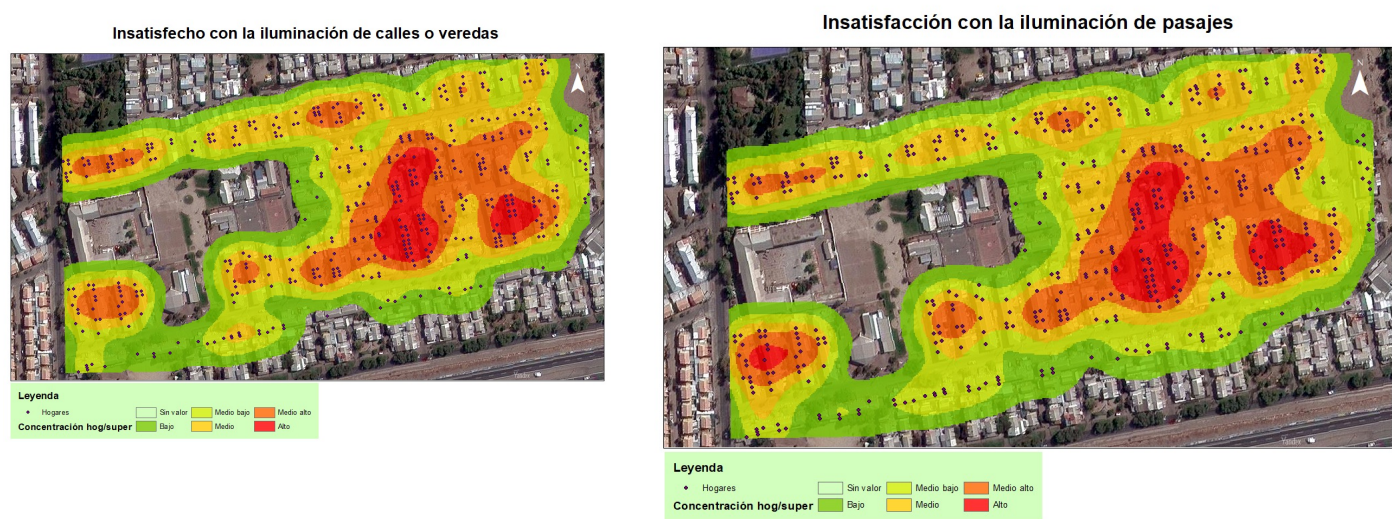 Insatisfecho con la iluminación de calles o veredas
Leyenda
Hogares
Sin valor
Medio bajo
Medio alto
Concentración hog/super
Bajo
Medio
Alto
Insatisfacción con la iluminación de pasajes
N
Leyenda
Hogares
Sin valor
Medio bajo
Medio alto
Concentración hog/super
Bajo
Medio
Alto